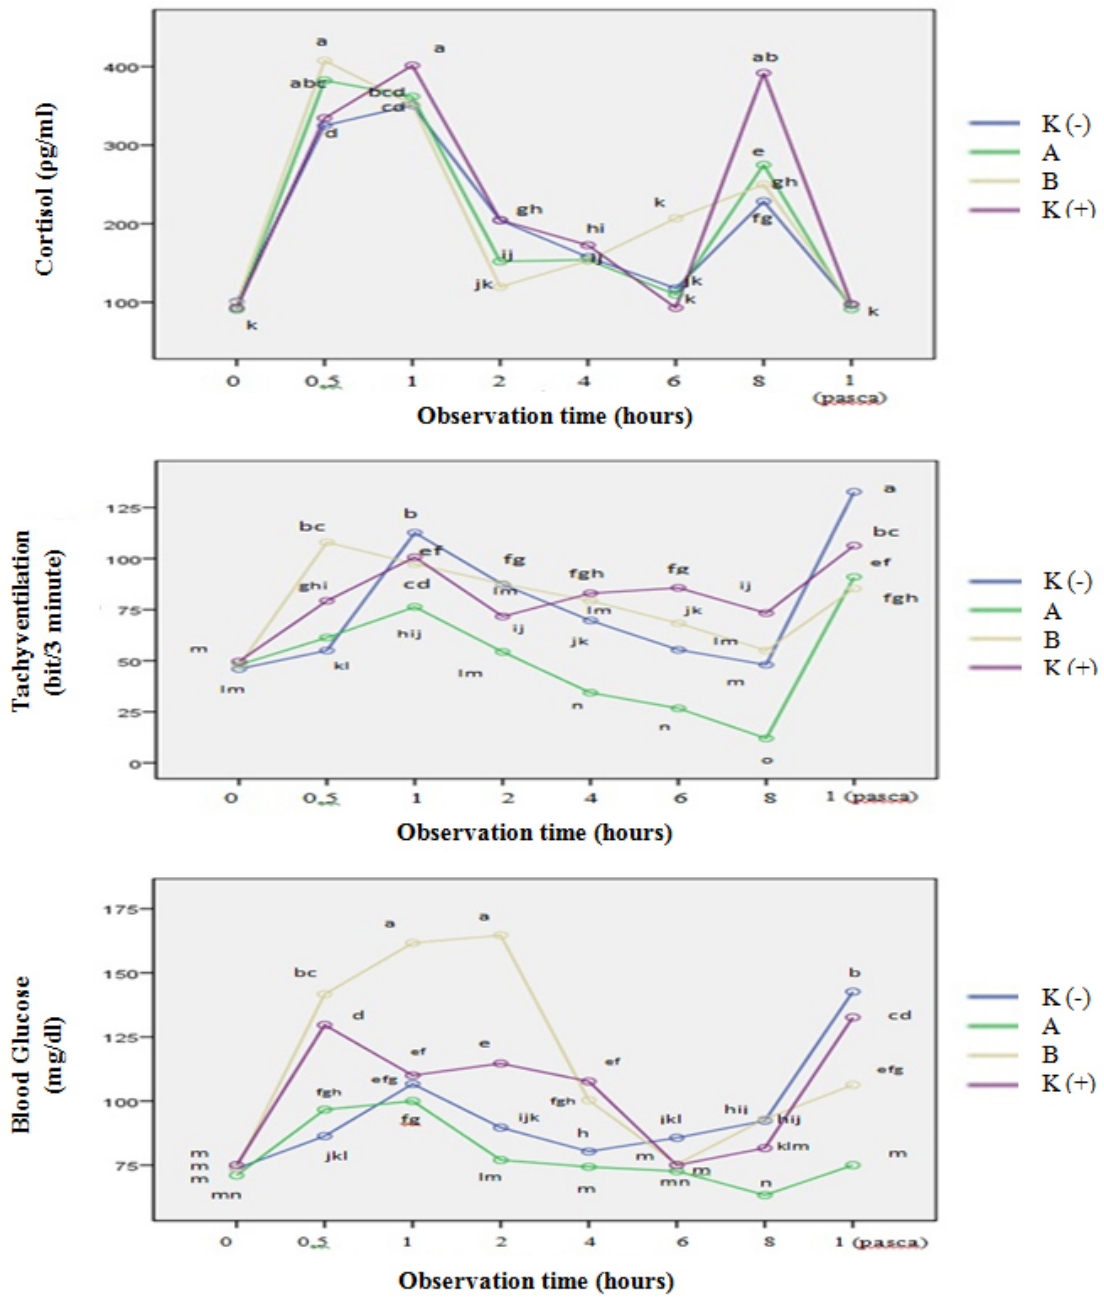 a
a
ab
400
abc
bcd
cd
Cortisol (ρg/ml)
300
d
e
gh
k
gh
200
hi
fg
ij
ij
jk
jk
k
100
k
k
0 0.5 1 2 4 6 8 1
(pasca)
Observation time (hours)
K (-)
A
B
K (+)
125
bc
b
a
bc
100
ef
fg
fgh
fg
ef
ghi
cd
lm
ij
fgh
75
lm
jk
hij
ij
jk
lm
m
50
kl
lm
lm
m
25
n
n
0
o
Tachyventilation
(bit/3 minute)
0 0.5 1 2 4 6 8 1 (pasca)
Observation time (hours)
K (-)
A
B
K (+)
175
a
a
150
bc
b
d
cd
125
ef
e
ef
efg
efg
100
fgh
fg
fgh
hij
hij
ijk
h
jkl
jkl
klm
75
m
m
m
mn
lm
m
m
m
mn
n
m
Blood Glucose
(mg/dl)
0 0.5 1 2 4 6 8 1 (pasca)
Observation time (hours)
K (-)
A
B
K (+)